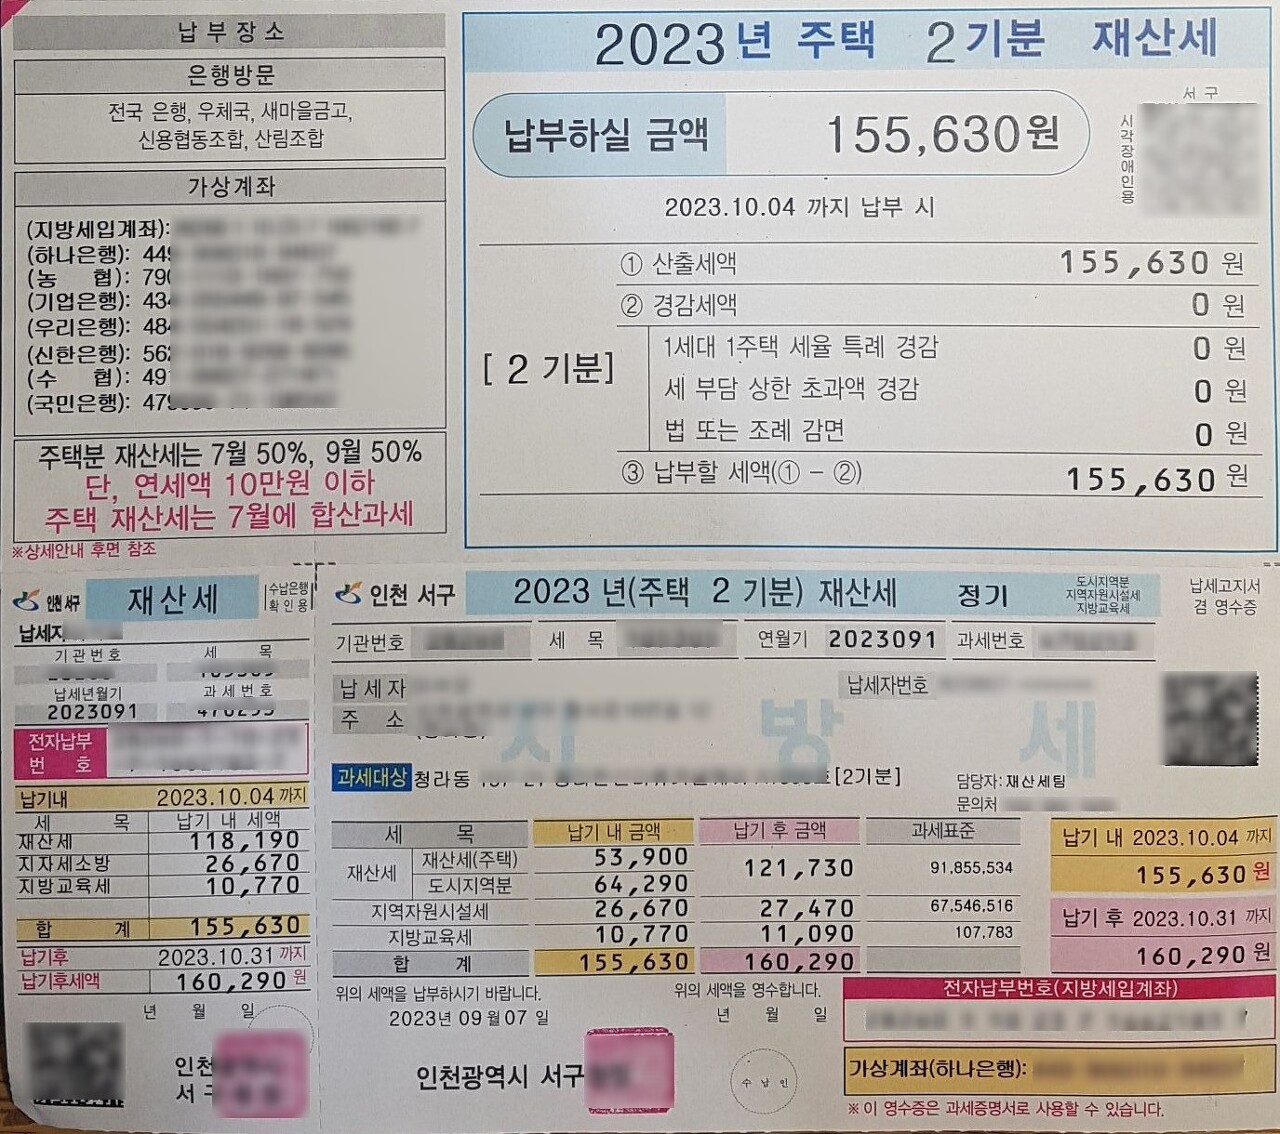 납부장소
은행방문
전국 은행, 우체국, 새마을금고,
신용협동조합, 산림조합
가상계좌
(지방세입계좌):
(하나은행): 449
(농 협): 790
(기업은행): 434
(우리은행): 484
(신한은행): 562
(수 협): 491
(국민은행): 479
주택분 재산세는 7월 50%, 9월 50%
단, 연세액 10만원 이하
주택 재산세는 7월에 합산과세
※상세안내 후면 참조
2023년 주택 2기분 재산세
서구
납부하실 금액 155,630원
시각장애인용
2023.10.04 까지 납부 시
[ 2 기분]
① 산출세액 155,630 원
② 경감세액 0 원
1세대 1주택 세율 특례 경감 0 원
세 부담 상한 초과액 경감 0 원
법 또는 조례 감면 0 원
③ 납부할 세액(① - ②) 155,630 원
인천 서구 재산세 수납은행 확인용
납세자
기관번호 세 목
납세년월기 과세번호
2023091
전자납부
번 호
납기내 2023.10.04 까지
세 목 납기 내 세액
재산세 118,190
지자세소방 26,670
지방교육세 10,770
합 계 155,630
납기후 2023.10.31 까지
납기후세액 160,290 원
년 월 일
인천
서구
인천 서구 2023 년(주택 2 기분) 재산세 정기
도시지역분
지역자원시설세
지방교육세
납세고지서
겸 영수증
기관번호 세 목 연월기 2023091 과세번호
납세자 납세자번호
주 소
지 방 세
과세대상 청라동 [2기분]
담당자: 재산세팀
문의처
세 목 납기 내 금액 납기 후 금액 과세표준
재산세 재산세(주택) 53,900 121,730 91,855,534
도시지역분 64,290
지역자원시설세 26,670 27,470 67,546,516
지방교육세 10,770 11,090 107,783
합 계 155,630 160,290
납기 내 2023.10.04 까지
155,630 원
납기 후 2023.10.31 까지
160,290 원
위의 세액을 납부하시기 바랍니다.
2023년 09월 07 일
인천광역시 서구
위의 세액을 영수합니다.
년 월 일
수 납 인
전자납부번호(지방세입계좌)
가상계좌(하나은행):
※ 이 영수증은 과세증명서로 사용할 수 있습니다.